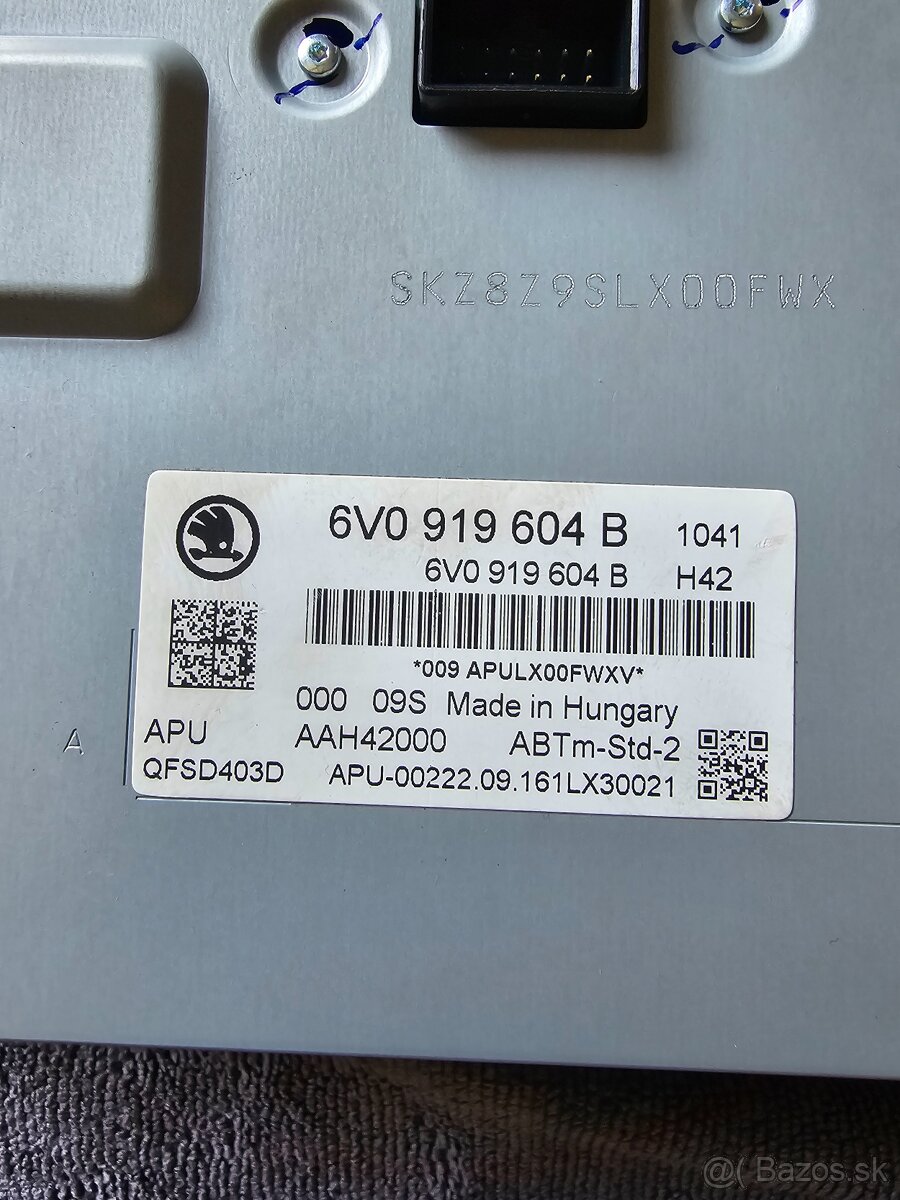 SKZ8Z9SLX00FWX
6V0 919 604 B 1041
6V0 919 604 B H42
*009 APULX00FWXV*
000 09S Made in Hungary
APU AAH42000 ABTm-Std-2
QFSD403D APU-00222.09.161LX30021
A
@( Bazos.sk